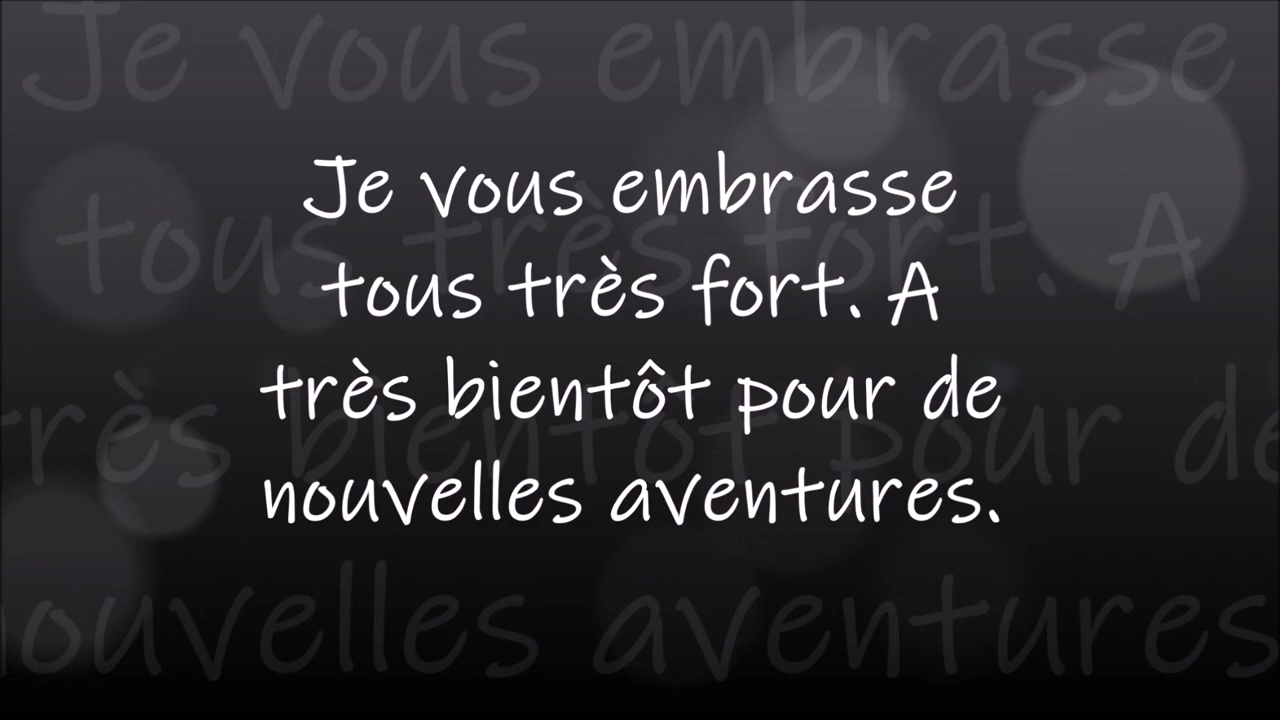 Je vous embrasse
tous très fort. A
très bientôt pour de
nouvelles aventures.